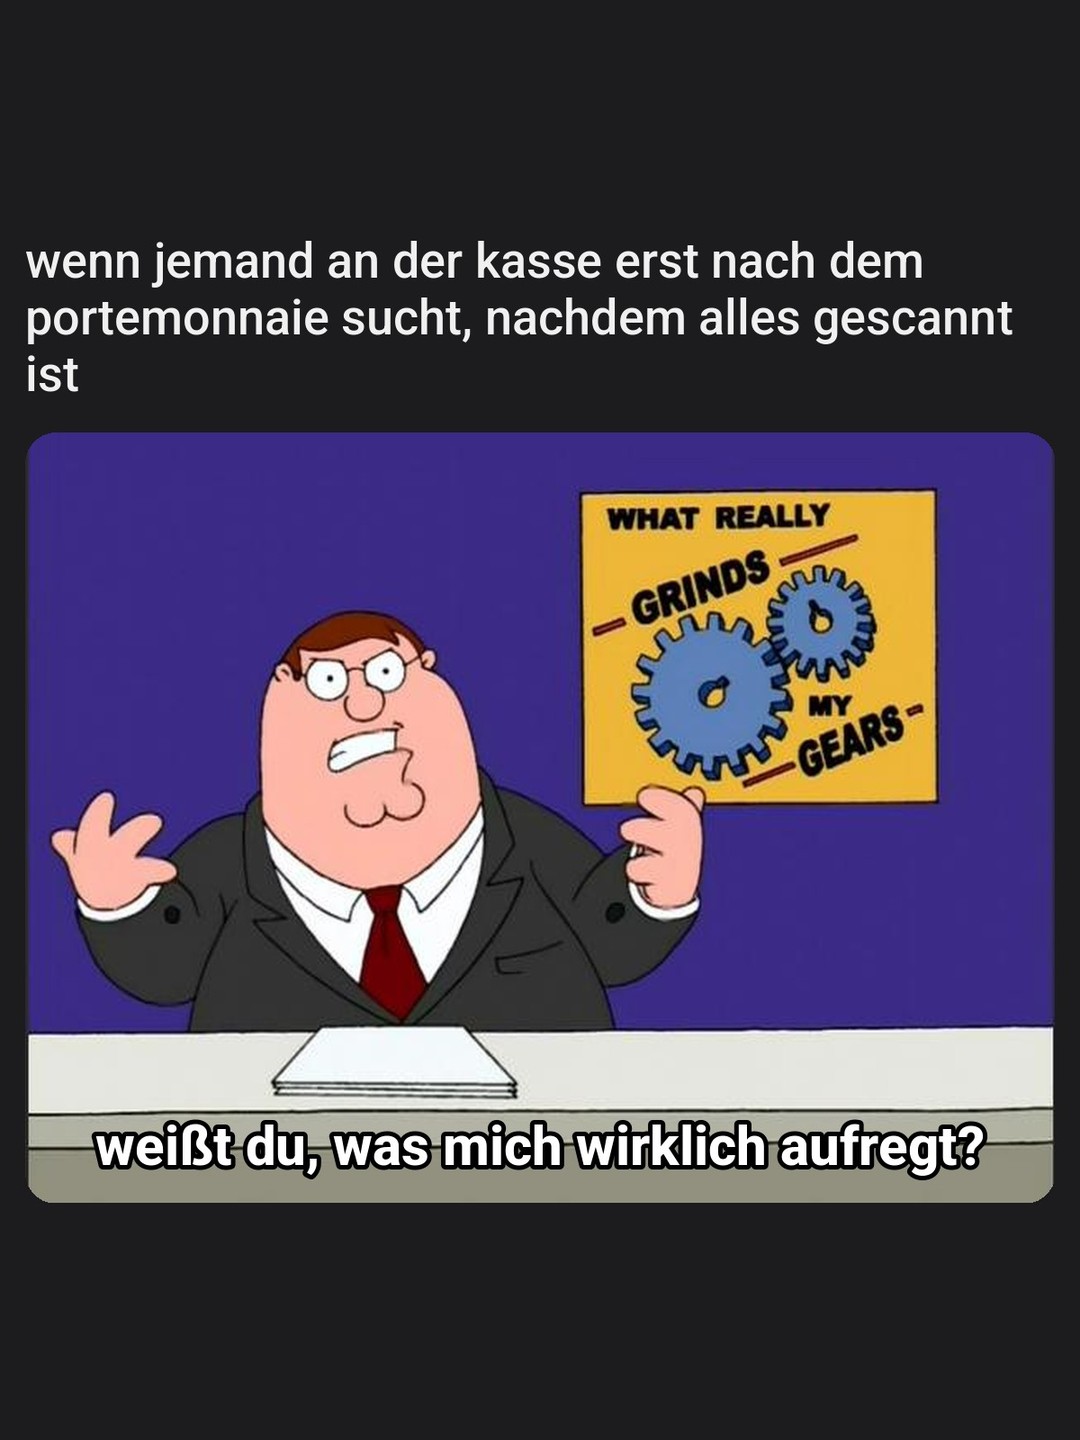 wenn jemand an der kasse erst nach dem
portemonnaie sucht, nachdem alles gescannt
ist
WHAT REALLY
GRINDS
MY
GEARS
weißt du, was mich wirklich aufregt?